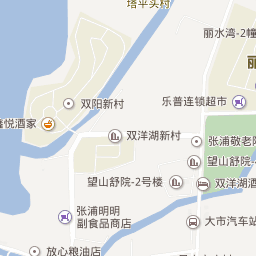 塔平头村
丽水湾-2幢
丽
双阳新村
乐普连锁超市
悦酒家
双洋湖新村
张浦敬老院
望山舒院-
望山舒院-2号楼
双洋湖酒
张浦明明
副食品商店
大市汽车站
放心粮油店